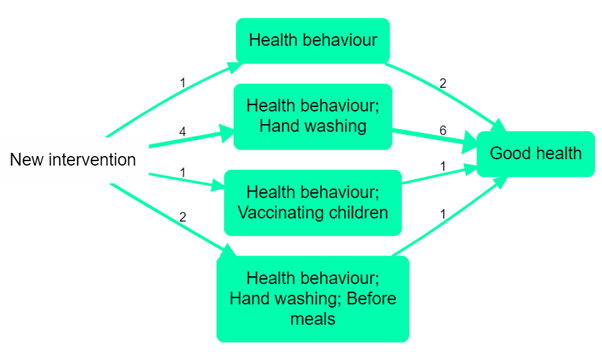 Health behaviour
1
2
Health behaviour;
Hand washing
4
6
New intervention
Good health
1
1
Health behaviour;
Vaccinating children
2
1
Health behaviour;
Hand washing; Before
meals